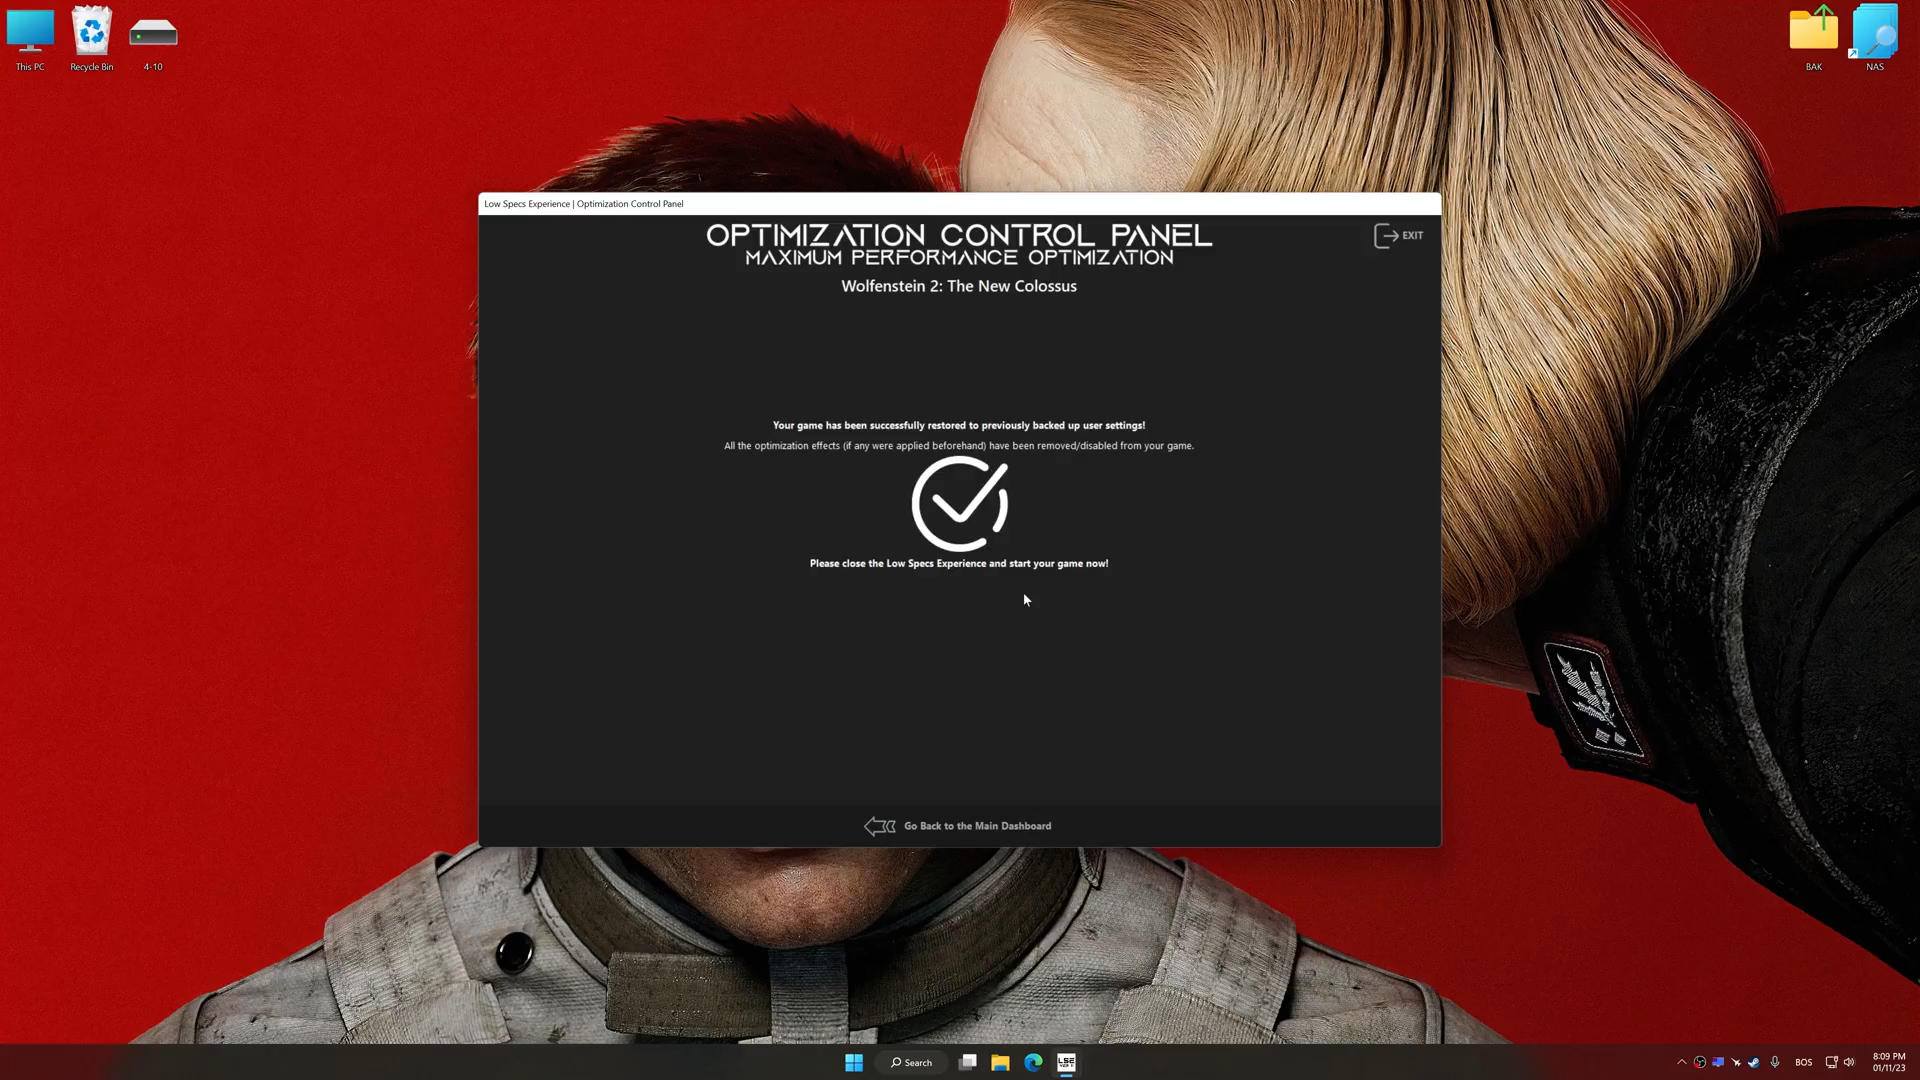 This PC
Recycle Bin
4-10
BAK
NAS
Low Specs Experience | Optimization Control Panel
OPTIMIZATION CONTROL PANEL
MAXIMUM PERFORMANCE OPTIMIZATION
EXIT
Wolfenstein 2: The New Colossus
Your game has been successfully restored to previously backed up user settings!
All the optimization effects (if any were applied beforehand) have been removed/disabled from your game.
Please close the Low Specs Experience and start your game now!
Go Back to the Main Dashboard
Search
LSE
BOS
8:09 PM
01/11/23